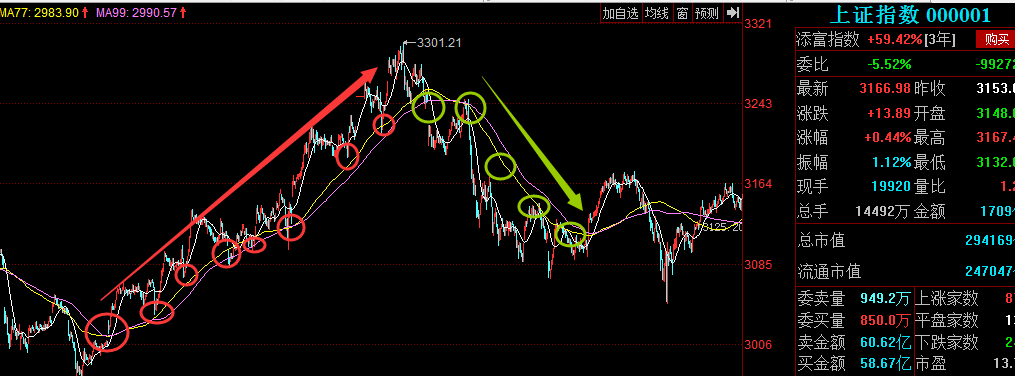 MA77: 2983.90↑ MA99: 2990.57↑
加自选 均线 窗 预测
3321
3301.21
3243
3164
3125.20
3085
3006
上证指数 000001
添富指数 +59.42%[3年] 购买
委比 -5.52% -99272
最新 3166.98 昨收 3153.0
涨跌 +13.89 开盘 3148.
涨幅 +0.44% 最高 3167.
振幅 1.12% 最低 3132.
现手 19920 量比 1.
总手 14492万 金额 1709
总市值 294169
流通市值 247047
委卖量 949.2万 上涨家数
委买量 850.0万 平盘家数 1
卖金额 60.62亿 下跌家数 2
买金额 58.67亿 市盈 13.